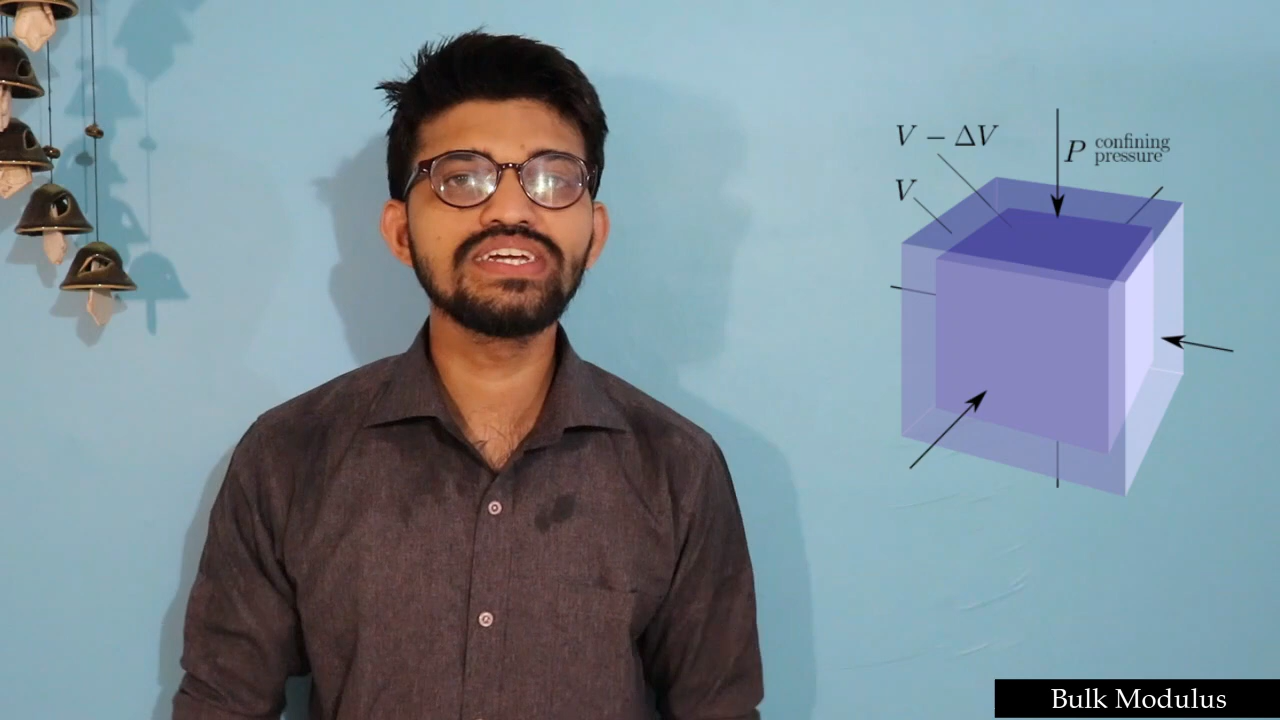 V − ΔV
P confining
pressure
V
Bulk Modulus